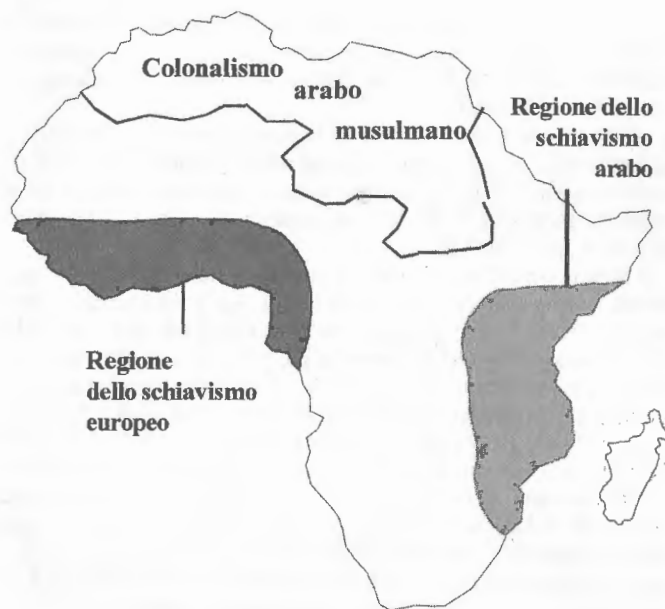 Colonalismo
arabo
musulmano
Regione dello
schiavismo
arabo
Regione
dello schiavismo
europeo